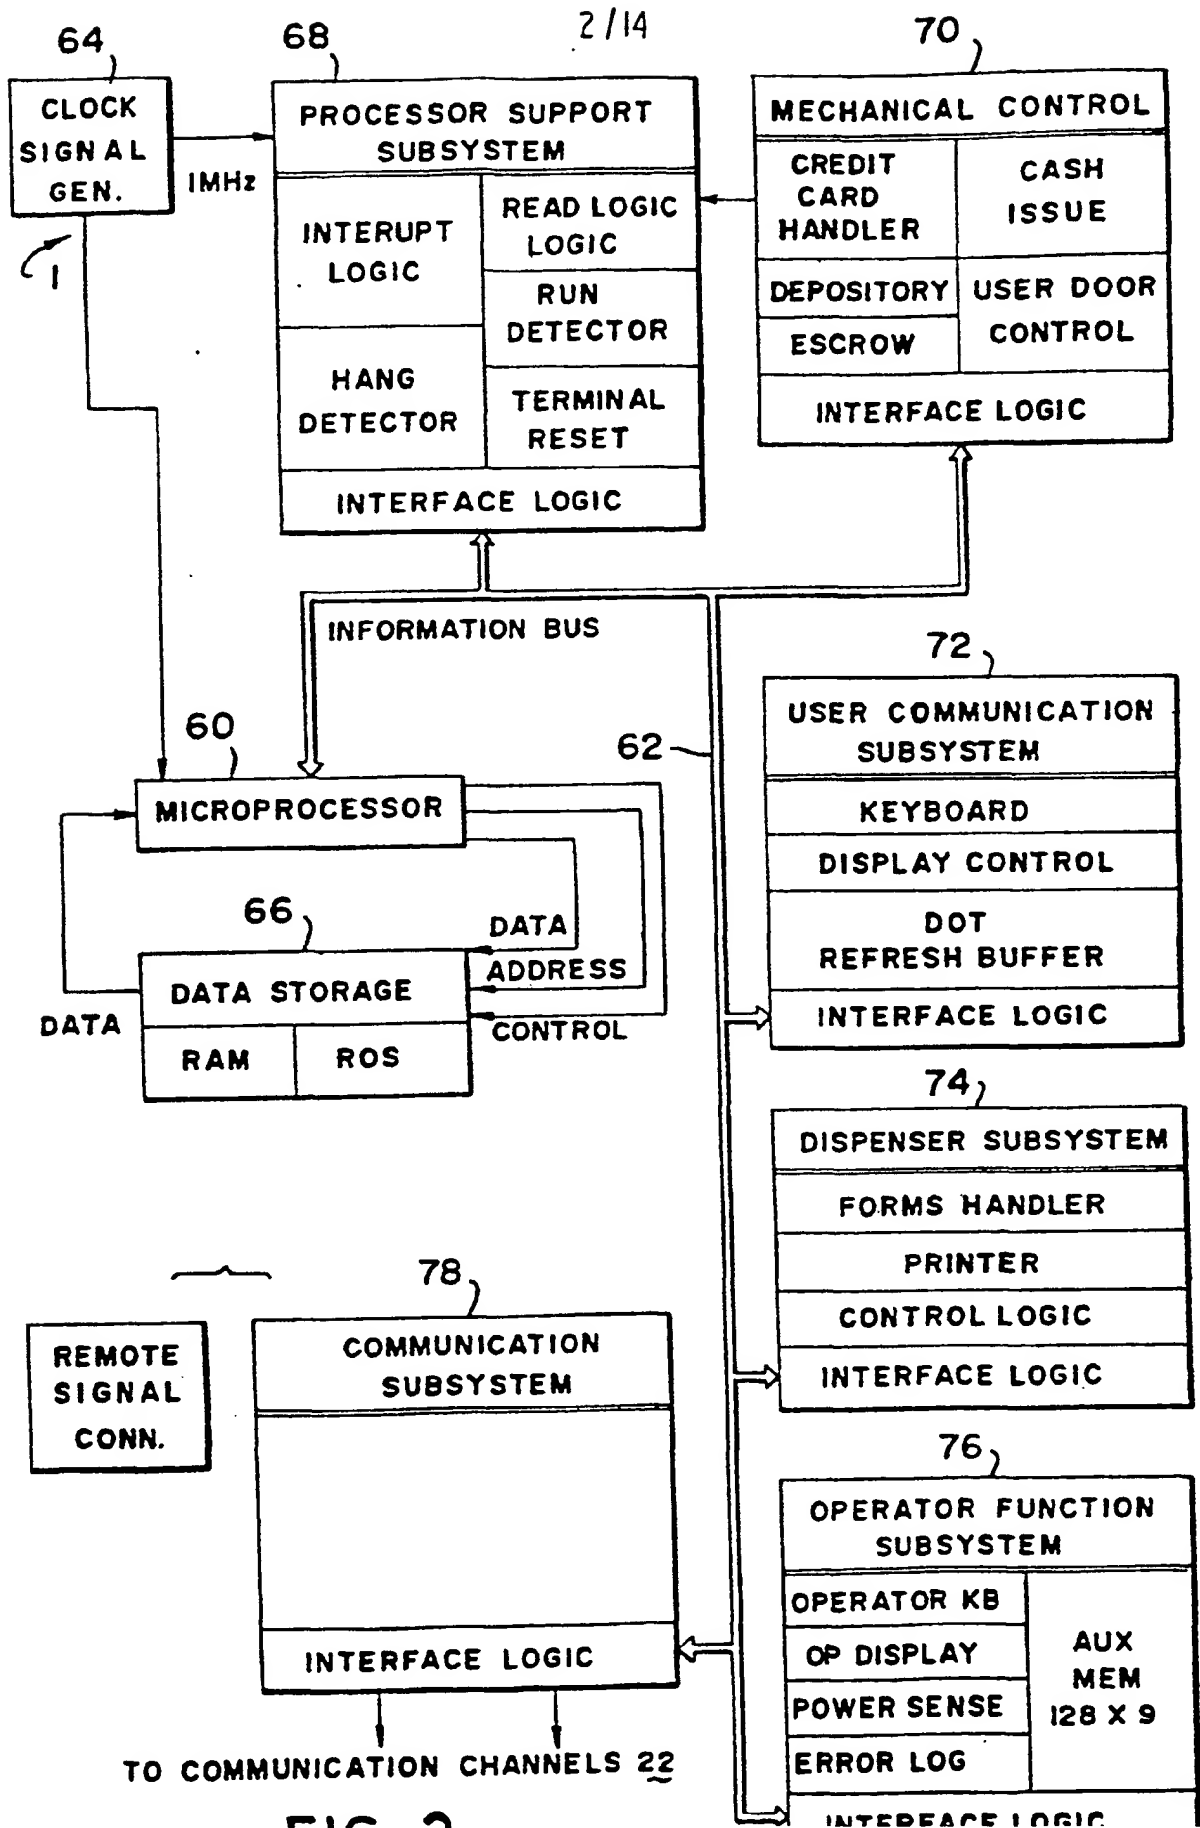 2/14
64
CLOCK
SIGNAL
GEN.
1MHz
1
68
PROCESSOR SUPPORT
SUBSYSTEM
INTERUPT
LOGIC
READ LOGIC
LOGIC
RUN
DETECTOR
HANG
DETECTOR
TERMINAL
RESET
INTERFACE LOGIC
70
MECHANICAL CONTROL
CREDIT
CARD
HANDLER
CASH
ISSUE
DEPOSITORY
ESCROW
USER DOOR
CONTROL
INTERFACE LOGIC
INFORMATION BUS
62
60
MICROPROCESSOR
66
DATA STORAGE
RAM
ROS
DATA
DATA
ADDRESS
CONTROL
72
USER COMMUNICATION
SUBSYSTEM
KEYBOARD
DISPLAY CONTROL
DOT
REFRESH BUFFER
INTERFACE LOGIC
74
DISPENSER SUBSYSTEM
FORMS HANDLER
PRINTER
CONTROL LOGIC
INTERFACE LOGIC
REMOTE
SIGNAL
CONN.
78
COMMUNICATION
SUBSYSTEM
INTERFACE LOGIC
TO COMMUNICATION CHANNELS 22
76
OPERATOR FUNCTION
SUBSYSTEM
OPERATOR KB
OP DISPLAY
POWER SENSE
ERROR LOG
AUX
MEM
128 X 9
INTERFACE LOGIC